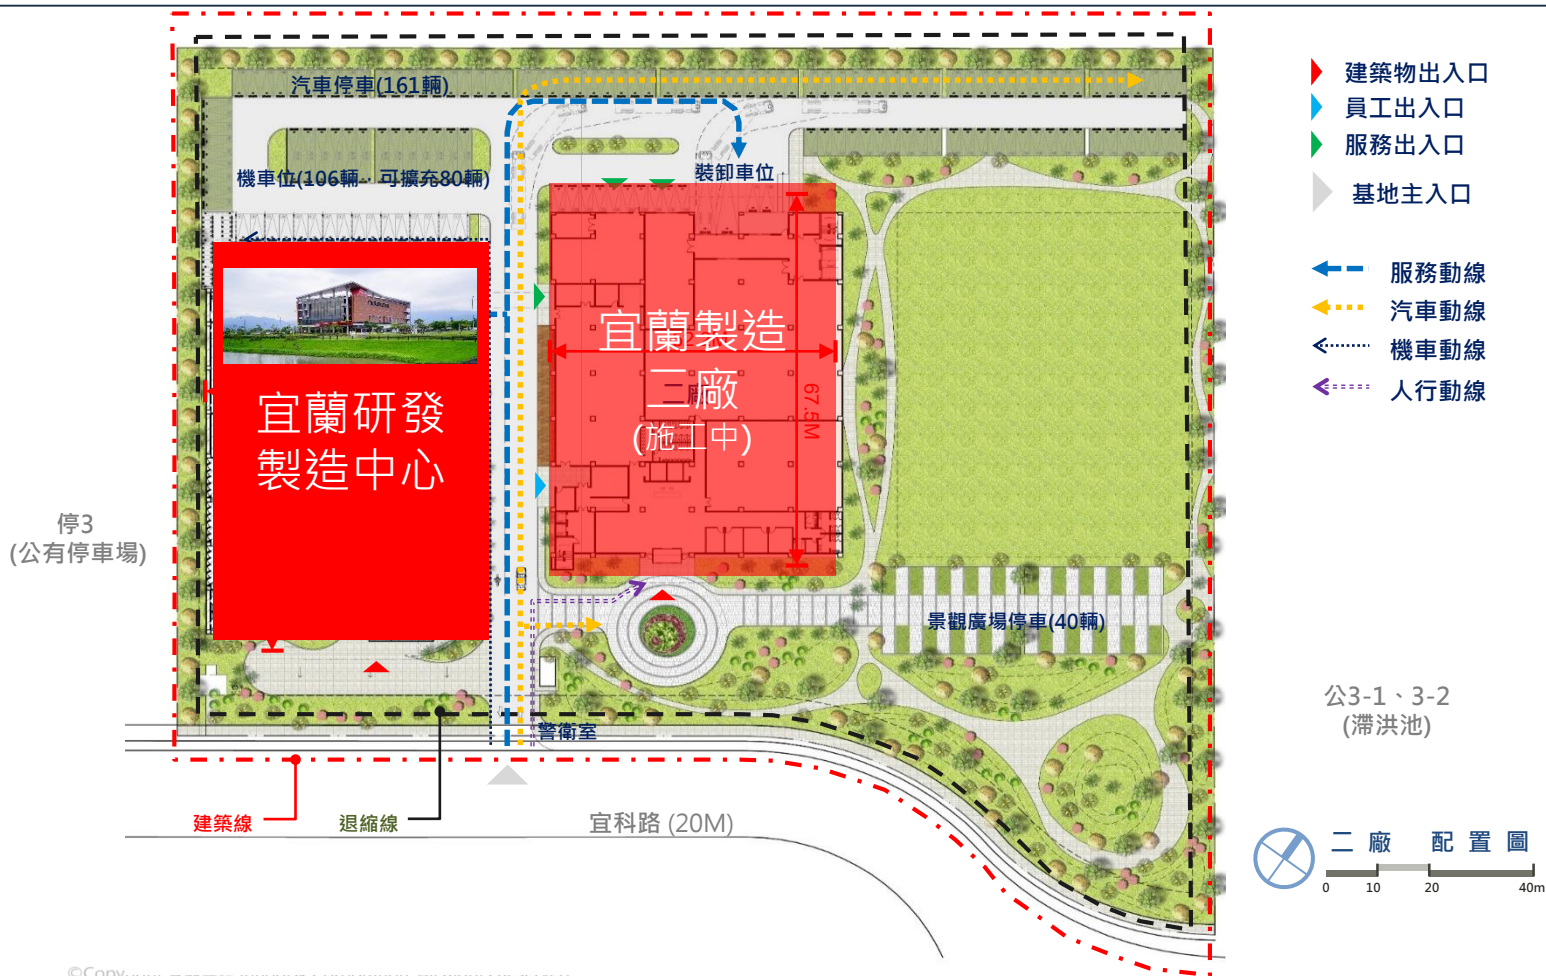 汽車停車(161輛)
機車位(106輛、可擴充80輛)
裝卸車位
宜蘭研發
製造中心
宜蘭製造
二廠
(施工中)
二廠
67.5M
景觀廣場停車(40輛)
警衛室
停3
(公有停車場)
公3-1、3-2
(滯洪池)
建築線
退縮線
宜科路 (20M)
建築物出入口
員工出入口
服務出入口
基地主入口
服務動線
汽車動線
機車動線
人行動線
二廠 配置圖
0 10 20 40m